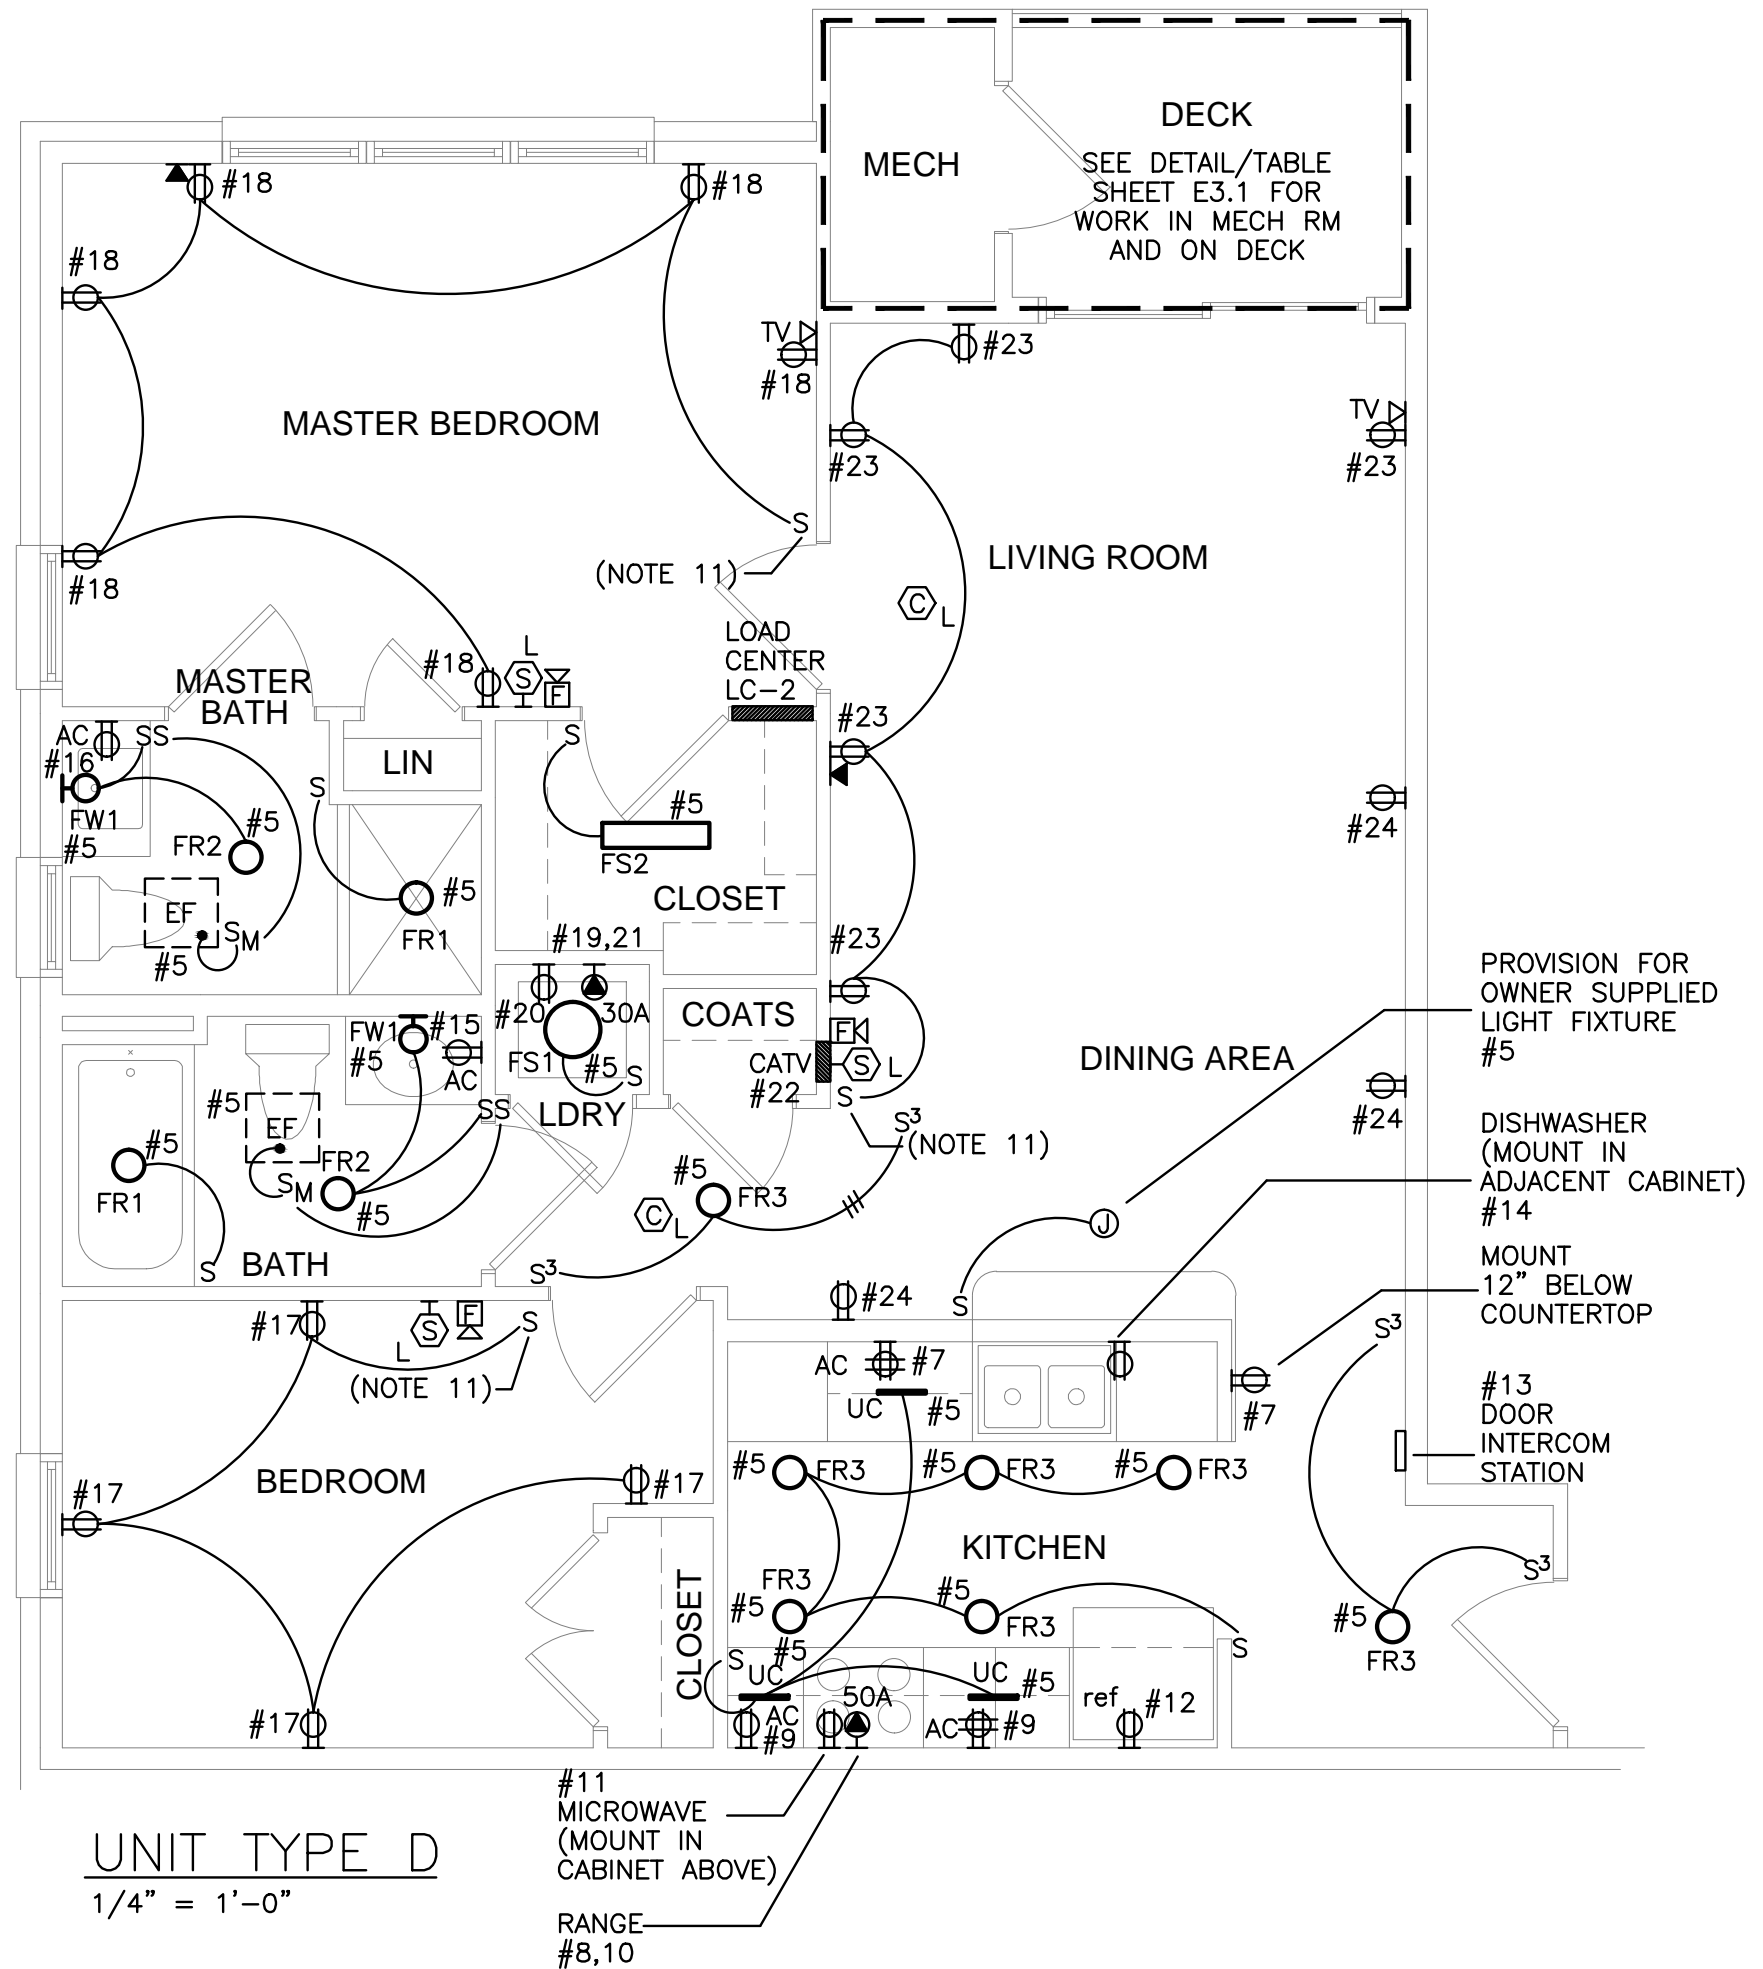 MECH
DECK
SEE DETAIL/TABLE
SHEET E3.1 FOR
WORK IN MECH RM
AND ON DECK
#18
#18
#18
TV
#18
#23
TV
#23
#23
MASTER BEDROOM
S
(NOTE 11)
#18
LIVING ROOM
C
L
LOAD
CENTER
LC-2
#18
L
S
F
MASTER
BATH
AC
SS
#16
FW1
#5
FR2
#5
EF
#5
S
M
LIN
S
#5
FR1
S
#5
FS2
CLOSET
#23
#24
#23
#19,21
#20
30A
FS1
#5
S
LDRY
COATS
F
CATV
#22
S
L
S
S3
(NOTE 11)
DINING AREA
#24
PROVISION FOR
OWNER SUPPLIED
LIGHT FIXTURE
#5
FW1
#5
#15
AC
SS
#5
EF
S
M
FR2
#5
#5
FR1
S
BATH
#5
FR3
C
L
S3
J
S
DISHWASHER
(MOUNT IN
ADJACENT CABINET)
#14
MOUNT
12” BELOW
COUNTERTOP
#24
#17
S
F
L
S
(NOTE 11)
AC
#7
UC
#5
#7
S3
#13
DOOR
INTERCOM
STATION
BEDROOM
#17
#17
#17
CLOSET
#5
FR3
#5
FR3
#5
FR3
KITCHEN
FR3
#5
#5
FR3
S
S3
#5
FR3
#5
S
UC
AC
#9
50A
UC
#5
AC
#9
ref
#12
#11
MICROWAVE
(MOUNT IN
CABINET ABOVE)
RANGE
#8,10
UNIT TYPE D
1/4” = 1'-0”